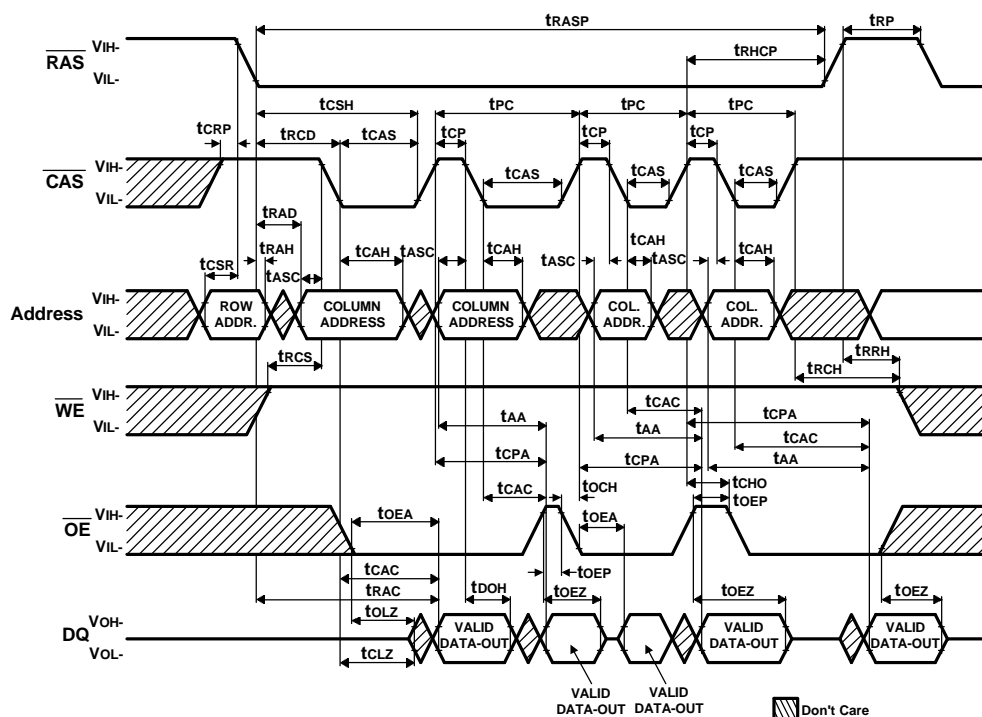 tRASP
tRP
VIH-
RAS
VIL-
tRHCP
tCSH
tPC
tPC
tPC
tCRP
tRCD
tCAS
tCP
tCP
tCP
VIH-
CAS
VIL-
tCAS
tCAS
tCAS
tRAD
tCSR
tRAH
tASC
tCAH
tASC
tCAH
tASC
tCAH
tASC
tCAH
VIH-
Address
VIL-
ROW
ADDR.
COLUMN
ADDRESS
COLUMN
ADDRESS
COL.
ADDR.
COL.
ADDR.
tRCS
tRRH
tRCH
VIH-
WE
VIL-
tCAC
tCPA
tAA
tAA
tCAC
tCPA
tCPA
tAA
tCAC
tOCH
tCHO
tOEP
VIH-
OE
VIL-
tOEA
tOEA
tCAC
tOEP
tRAC
tDOH
tOEZ
tOEZ
tOEZ
tOLZ
VOH-
DQ
VOL-
VALID
DATA-OUT
VALID
DATA-OUT
VALID
DATA-OUT
tCLZ
VALID
DATA-OUT
VALID
DATA-OUT
Don't Care